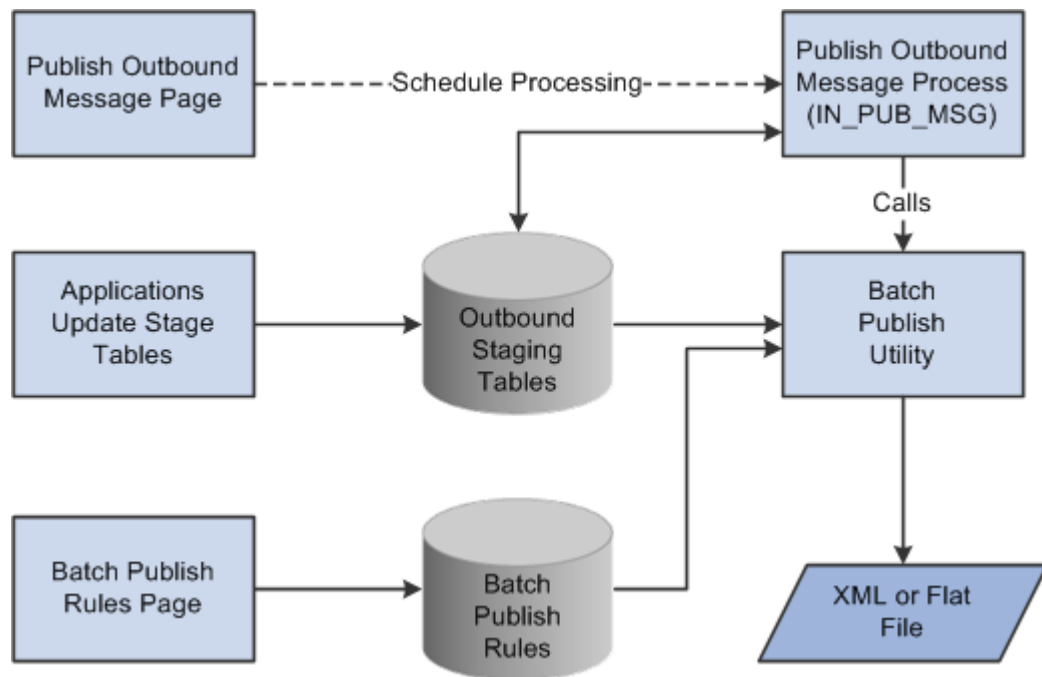 Publish Outbound
Message Page
Schedule Processing
Publish Outbound
Message Process
(IN_PUB_MSG)
Calls
Applications
Update Stage
Tables
Outbound
Staging
Tables
Batch
Publish
Utility
Batch Publish
Rules Page
Batch
Publish
Rules
XML or Flat
File